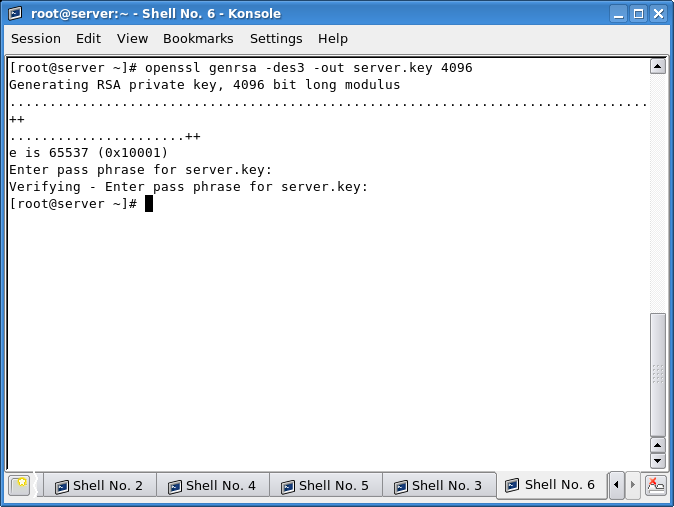 root@server:~ - Shell No. 6 - Konsole
Session Edit View Bookmarks Settings Help
[root@server ~]# openssl genrsa -des3 -out server.key 4096
Generating RSA private key, 4096 bit long modulus
................................................................................
++
......................++
e is 65537 (0x10001)
Enter pass phrase for server.key:
Verifying - Enter pass phrase for server.key:
[root@server ~]#
Shell No. 2 Shell No. 4 Shell No. 5 Shell No. 3 Shell No. 6